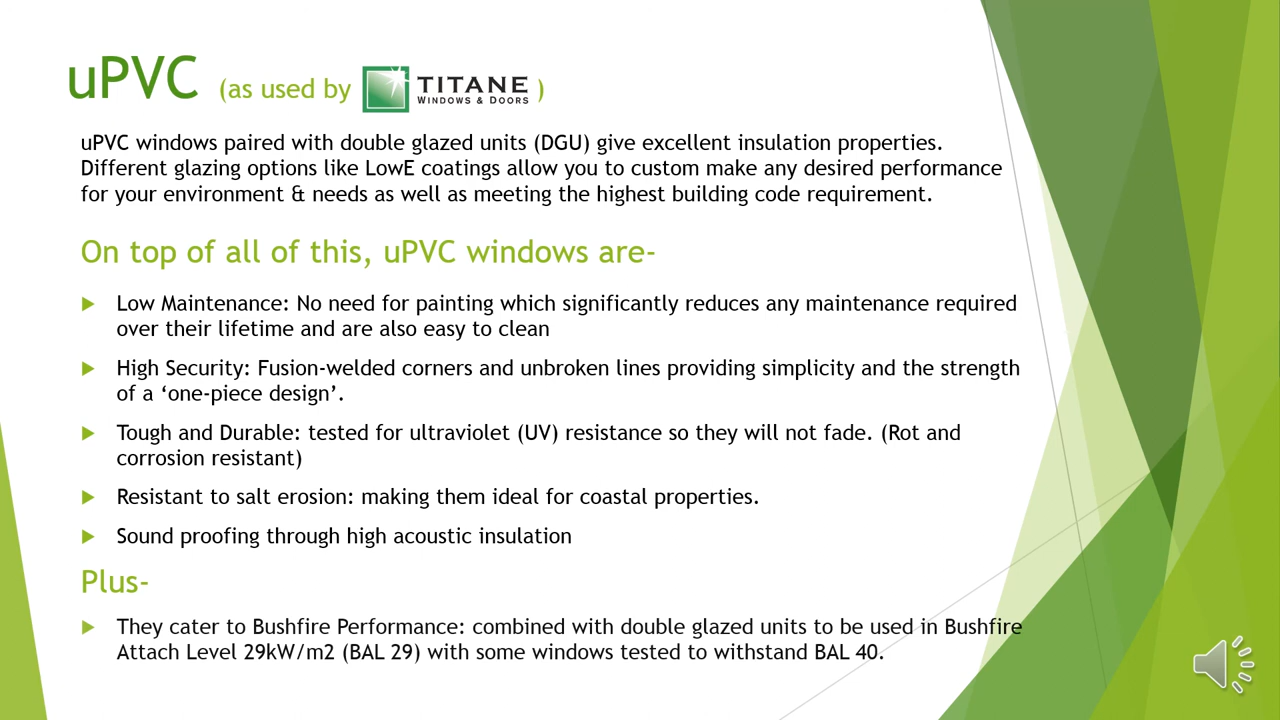 uPVC (as used by TITANE WINDOWS & DOORS )
uPVC windows paired with double glazed units (DGU) give excellent insulation properties.
Different glazing options like LowE coatings allow you to custom make any desired performance
for your environment & needs as well as meeting the highest building code requirement.
On top of all of this, uPVC windows are-
Low Maintenance: No need for painting which significantly reduces any maintenance required
over their lifetime and are also easy to clean
High Security: Fusion-welded corners and unbroken lines providing simplicity and the strength
of a ‘one-piece design’.
Tough and Durable: tested for ultraviolet (UV) resistance so they will not fade. (Rot and
corrosion resistant)
Resistant to salt erosion: making them ideal for coastal properties.
Sound proofing through high acoustic insulation
Plus-
They cater to Bushfire Performance: combined with double glazed units to be used in Bushfire
Attach Level 29kW/m2 (BAL 29) with some windows tested to withstand BAL 40.